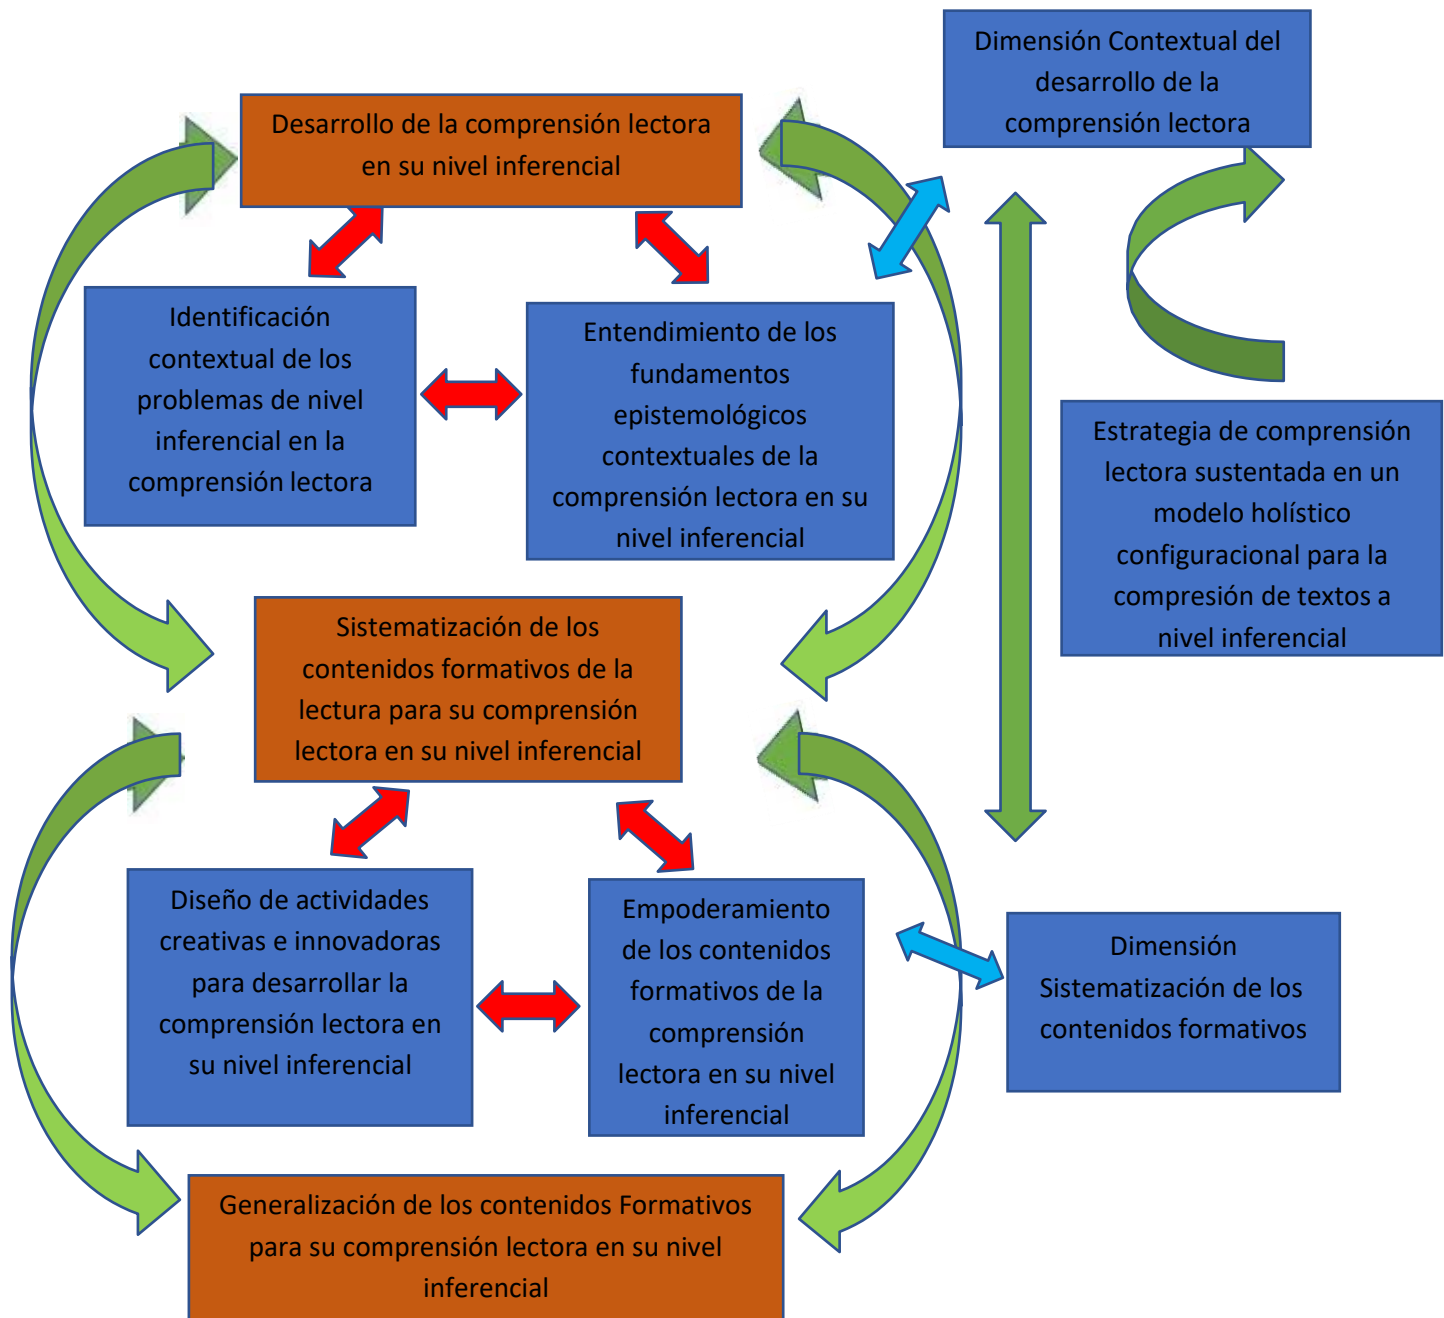 Dimensión Contextual del
desarrollo de la
comprensión lectora
Desarrollo de la comprensión lectora
en su nivel inferencial
Identificación
contextual de los
problemas de nivel
inferencial en la
comprensión lectora
Entendimiento de los
fundamentos
epistemológicos
contextuales de la
comprensión lectora en su
nivel inferencial
Estrategia de comprensión
lectora sustentada en un
modelo holístico
configuracional para la
compresión de textos a
nivel inferencial
Sistematización de los
contenidos formativos de la
lectura para su comprensión
lectora en su nivel inferencial
Diseño de actividades
creativas e innovadoras
para desarrollar la
comprensión lectora en
su nivel inferencial
Empoderamiento
de los contenidos
formativos de la
comprensión
lectora en su nivel
inferencial
Dimensión
Sistematización de los
contenidos formativos
Generalización de los contenidos Formativos
para su comprensión lectora en su nivel
inferencial